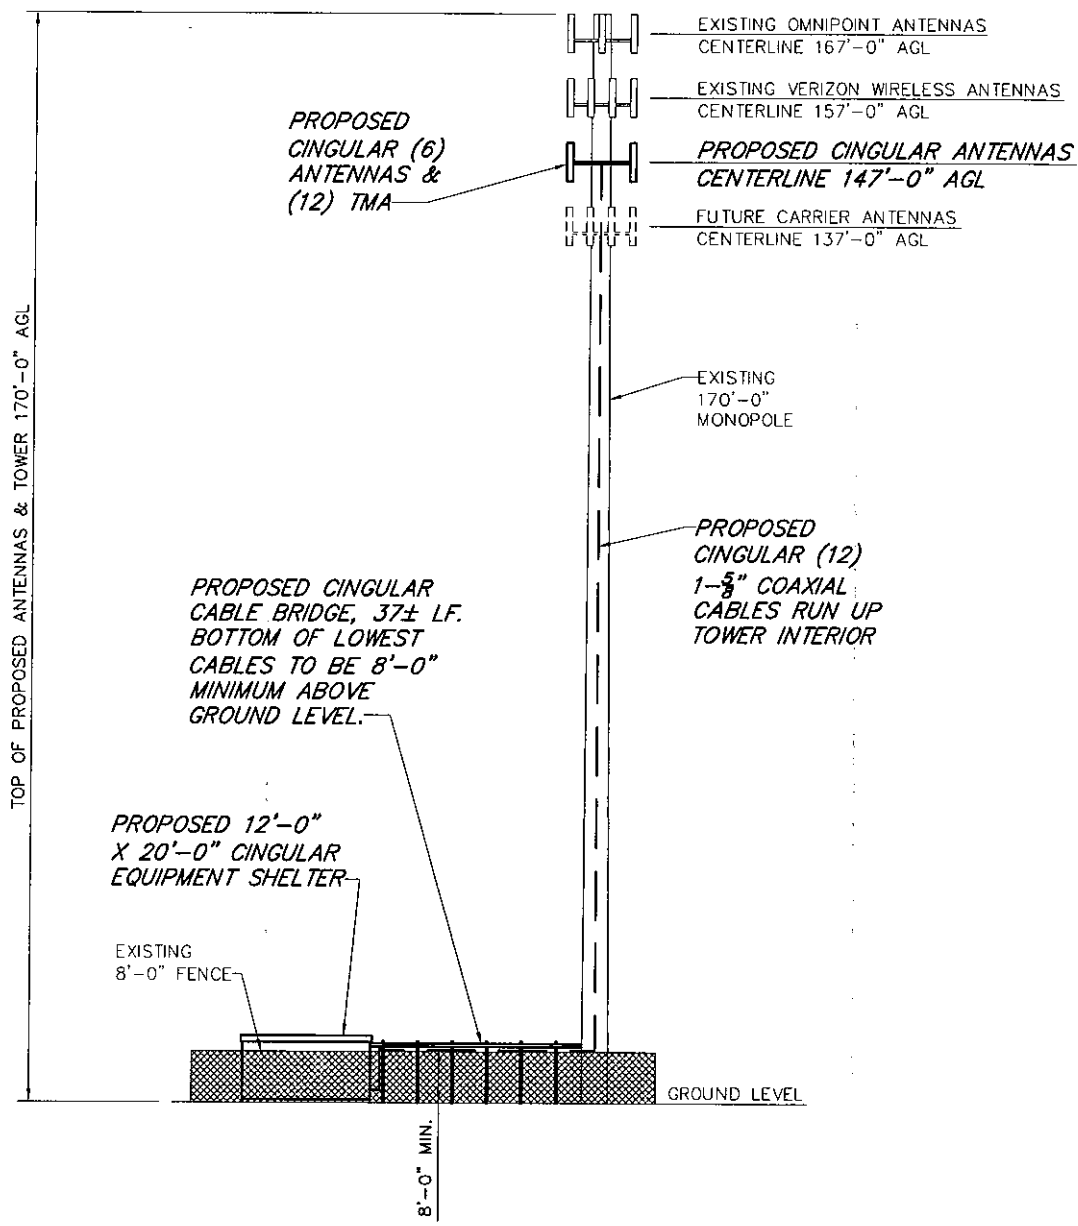 EXISTING OMNIPOINT ANTENNAS
CENTERLINE 167'-0" AGL
EXISTING VERIZON WIRELESS ANTENNAS
CENTERLINE 157'-0" AGL
PROPOSED
CINGULAR (6)
ANTENNAS &
(12) TMA
PROPOSED CINGULAR ANTENNAS
CENTERLINE 147'-0" AGL
FUTURE CARRIER ANTENNAS
CENTERLINE 137'-0" AGL
TOP OF PROPOSED ANTENNAS & TOWER 170'-0" AGL
EXISTING
170'-0"
MONOPOLE
PROPOSED
CINGULAR (12)
1-5/8" COAXIAL
CABLES RUN UP
TOWER INTERIOR
PROPOSED CINGULAR
CABLE BRIDGE, 37± LF.
BOTTOM OF LOWEST
CABLES TO BE 8'-0"
MINIMUM ABOVE
GROUND LEVEL.
PROPOSED 12'-0"
X 20'-0" CINGULAR
EQUIPMENT SHELTER
EXISTING
8'-0" FENCE
GROUND LEVEL
8'-0" MIN.